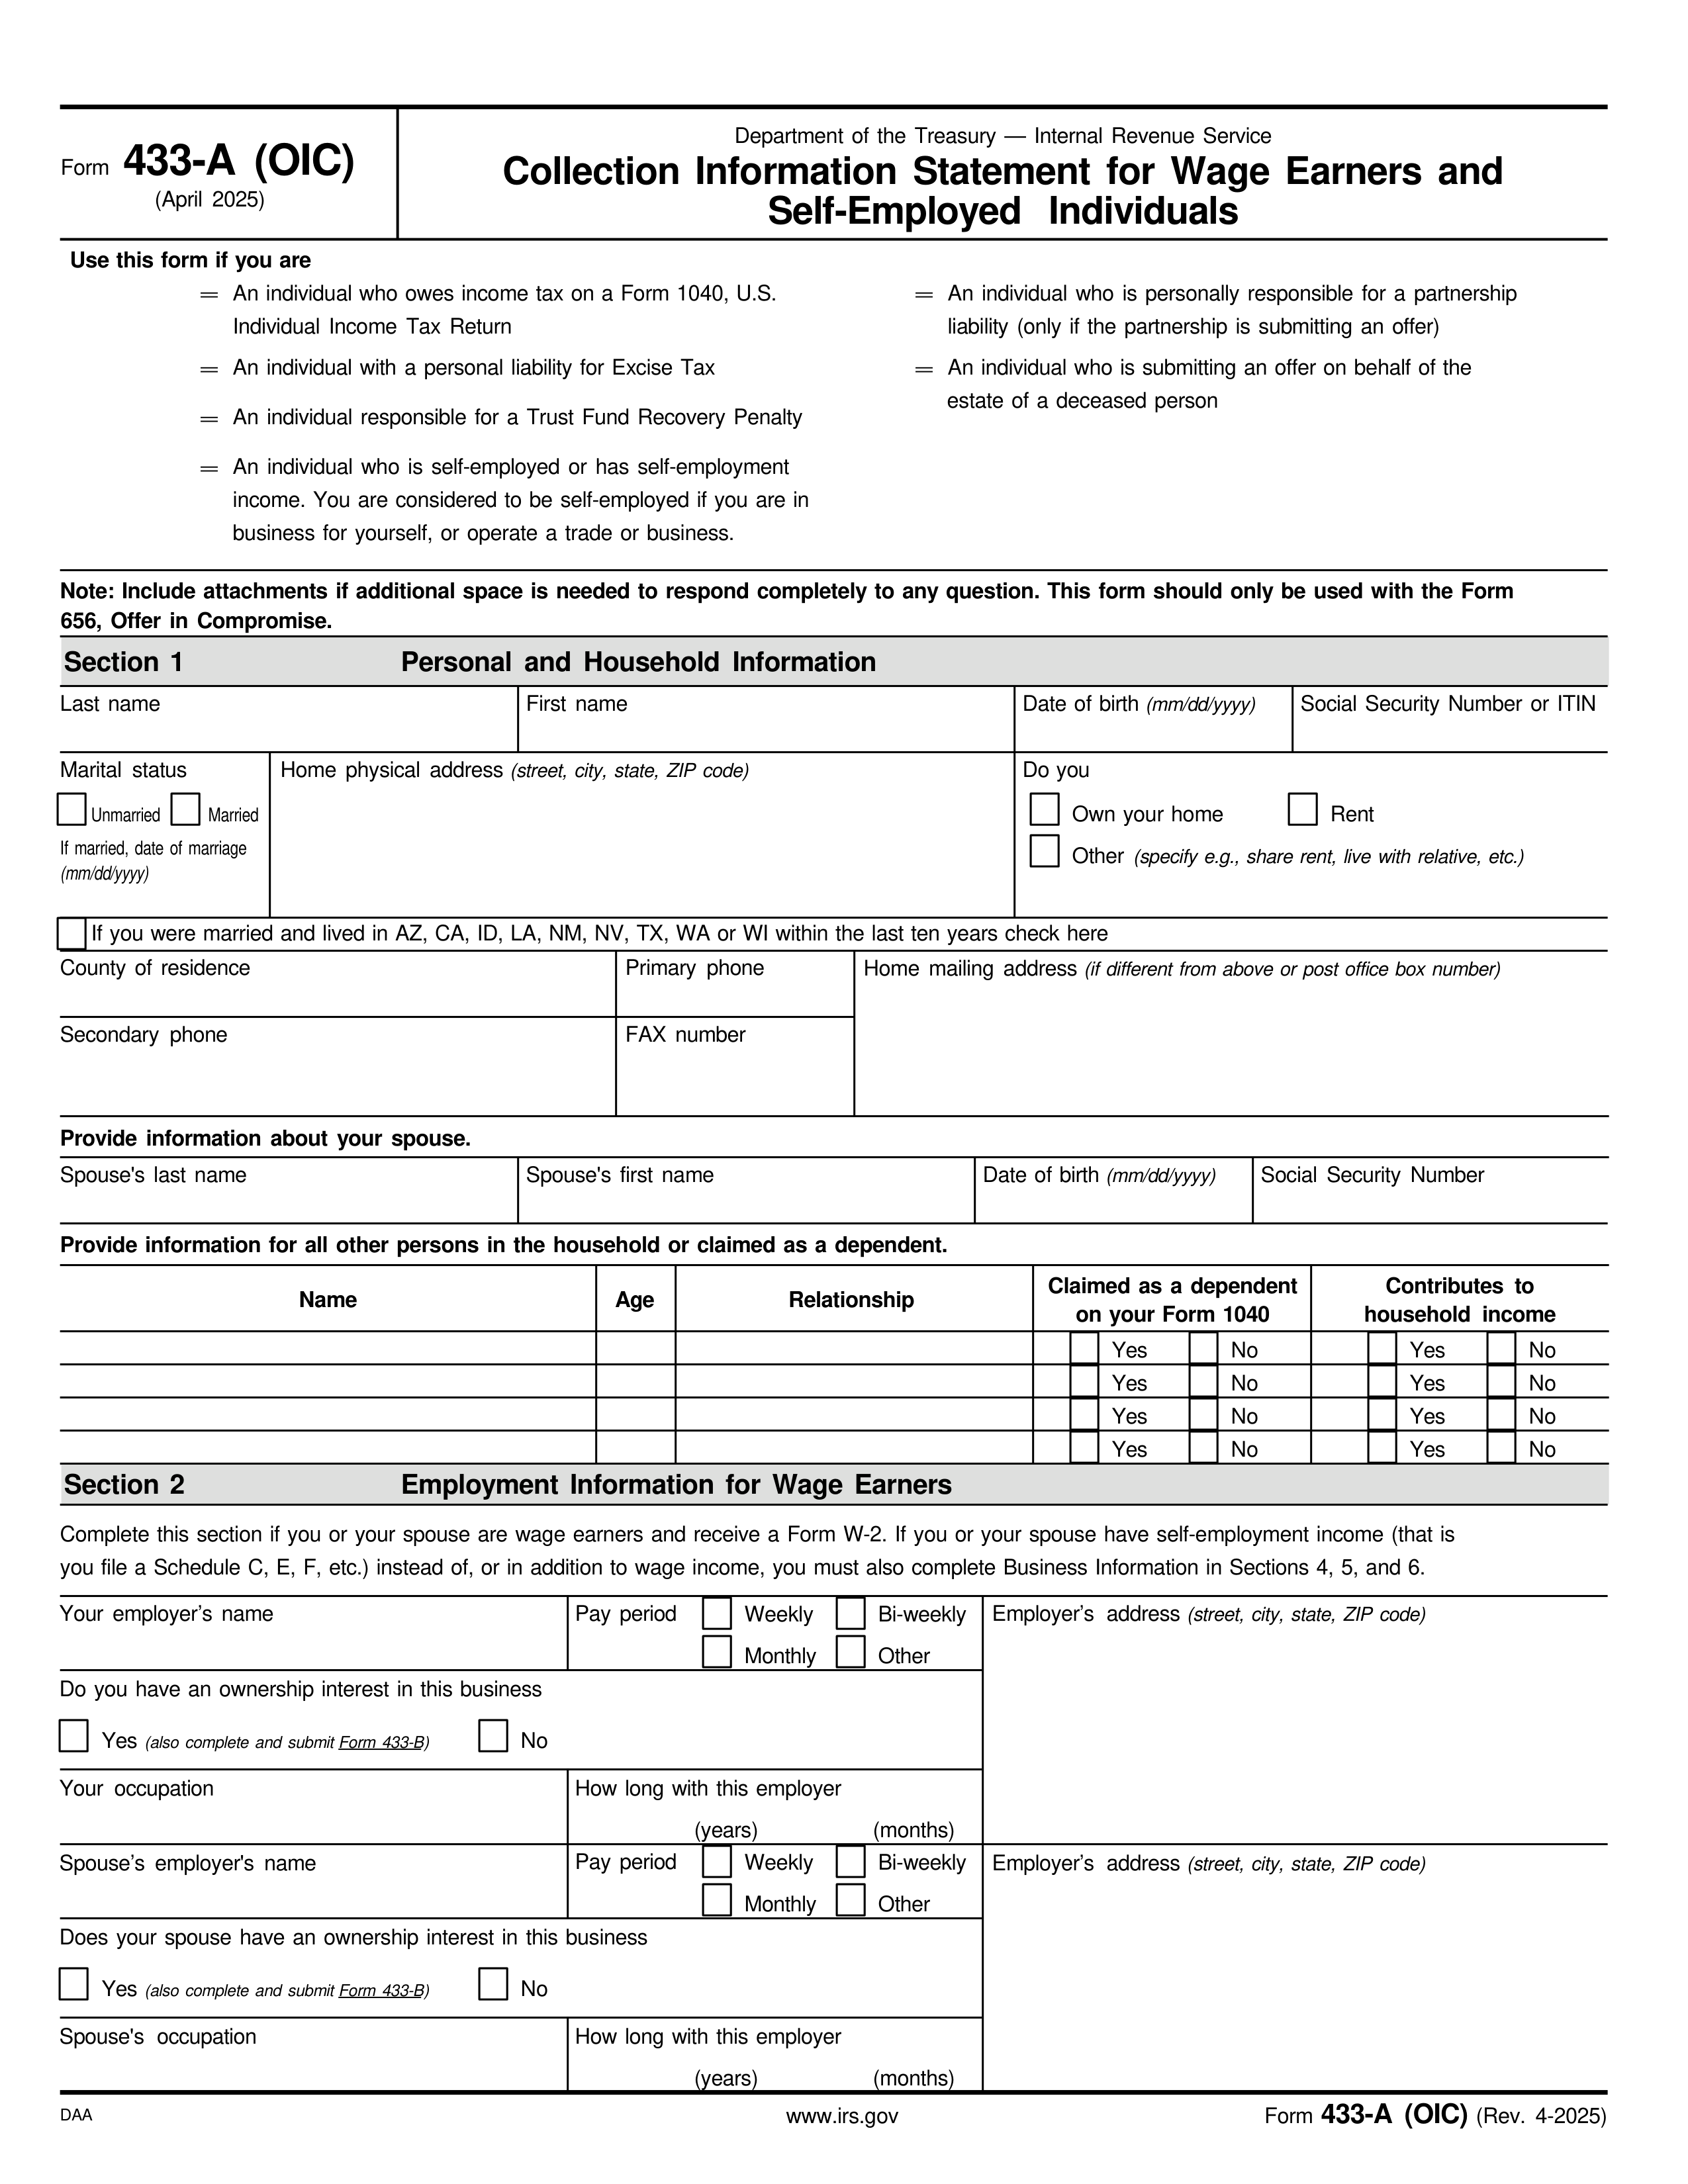 Form 433-A (OIC)
(April 2025)
Department of the Treasury — Internal Revenue Service
Collection Information Statement for Wage Earners and
Self-Employed Individuals
Use this form if you are
An individual who owes income tax on a Form 1040, U.S.
Individual Income Tax Return
An individual with a personal liability for Excise Tax
An individual responsible for a Trust Fund Recovery Penalty
An individual who is self-employed or has self-employment
income. You are considered to be self-employed if you are in
business for yourself, or operate a trade or business.
An individual who is personally responsible for a partnership
liability (only if the partnership is submitting an offer)
An individual who is submitting an offer on behalf of the
estate of a deceased person
Note: Include attachments if additional space is needed to respond completely to any question. This form should only be used with the Form
656, Offer in Compromise.
Section 1 Personal and Household Information
Last name First name Date of birth (mm/dd/yyyy) Social Security Number or ITIN
Marital status
Unmarried Married
If married, date of marriage
(mm/dd/yyyy)
Home physical address (street, city, state, ZIP code)
Do you
Own your home Rent
Other (specify e.g., share rent, live with relative, etc.)
If you were married and lived in AZ, CA, ID, LA, NM, NV, TX, WA or WI within the last ten years check here
County of residence Primary phone Home mailing address (if different from above or post office box number)
Secondary phone FAX number
Provide information about your spouse.
Spouse's last name Spouse's first name Date of birth (mm/dd/yyyy) Social Security Number
Provide information for all other persons in the household or claimed as a dependent.
Name Age Relationship
Claimed as a dependent
on your Form 1040
Contributes to
household income
Yes No Yes No
Yes No Yes No
Yes No Yes No
Yes No Yes No
Section 2 Employment Information for Wage Earners
Complete this section if you or your spouse are wage earners and receive a Form W-2. If you or your spouse have self-employment income (that is
you file a Schedule C, E, F, etc.) instead of, or in addition to wage income, you must also complete Business Information in Sections 4, 5, and 6.
Your employer’s name Pay period Weekly Bi-weekly Employer’s address (street, city, state, ZIP code)
Monthly Other
Do you have an ownership interest in this business
Yes (also complete and submit Form 433-B) No
Your occupation How long with this employer
(years) (months)
Spouse’s employer's name Pay period Weekly Bi-weekly Employer’s address (street, city, state, ZIP code)
Monthly Other
Does your spouse have an ownership interest in this business
Yes (also complete and submit Form 433-B) No
Spouse's occupation How long with this employer
(years) (months)
DAA www.irs.gov Form 433-A (OIC) (Rev. 4-2025)